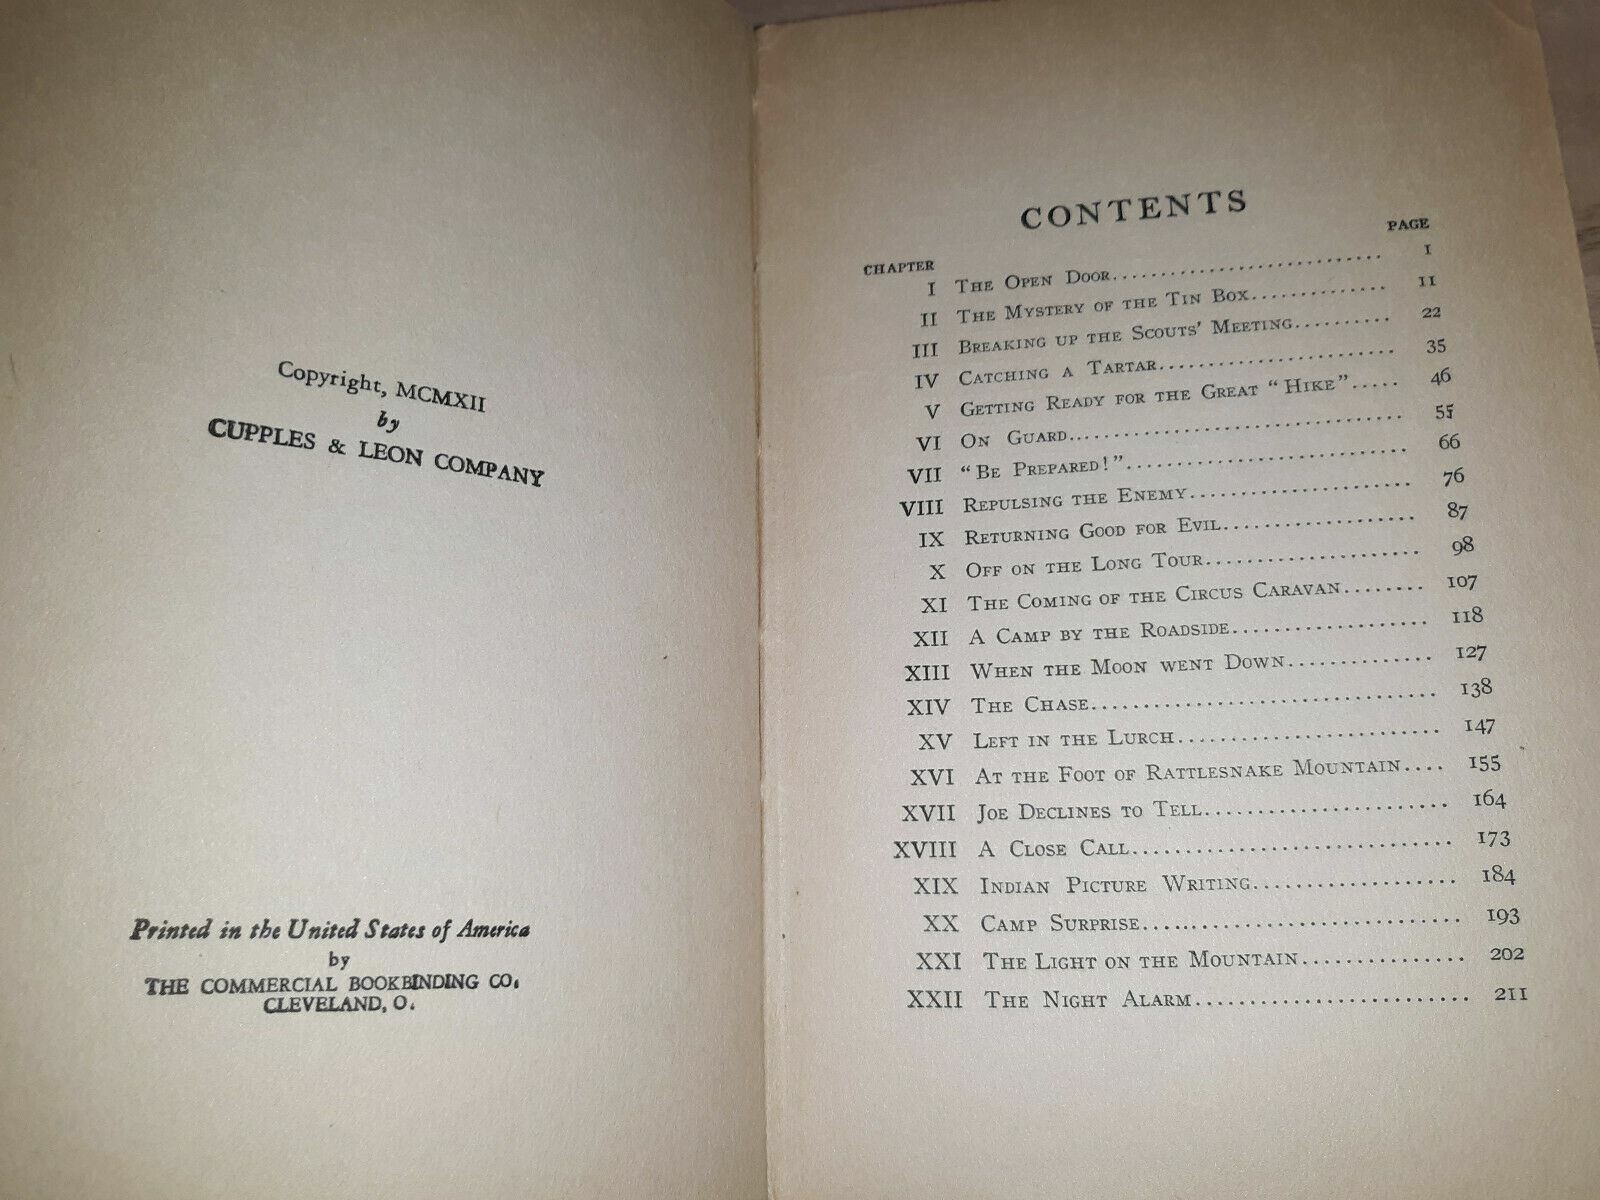 Copyright, MCMXII
by
CUPPLES & LEON COMPANY
Printed in the United States of America
by
THE COMMERCIAL BOOKBINDING CO.
CLEVELAND, O.
CONTENTS
CHAPTER PAGE
I THE OPEN DOOR 1
II THE MYSTERY OF THE TIN BOX 11
III BREAKING UP THE SCOUTS' MEETING 22
IV CATCHING A TARTAR 35
V GETTING READY FOR THE GREAT "HIKE" 46
VI ON GUARD 55
VII "BE PREPARED!" 66
VIII REPULSING THE ENEMY 76
IX RETURNING GOOD FOR EVIL 87
X OFF ON THE LONG TOUR 98
XI THE COMING OF THE CIRCUS CARAVAN 107
XII A CAMP BY THE ROADSIDE 118
XIII WHEN THE MOON WENT DOWN 127
XIV THE CHASE 138
XV LEFT IN THE LURCH 147
XVI AT THE FOOT OF RATTLESNAKE MOUNTAIN 155
XVII JOE DECLINES TO TELL 164
XVIII A CLOSE CALL 173
XIX INDIAN PICTURE WRITING 184
XX CAMP SURPRISE 193
XXI THE LIGHT ON THE MOUNTAIN 202
XXII THE NIGHT ALARM 211